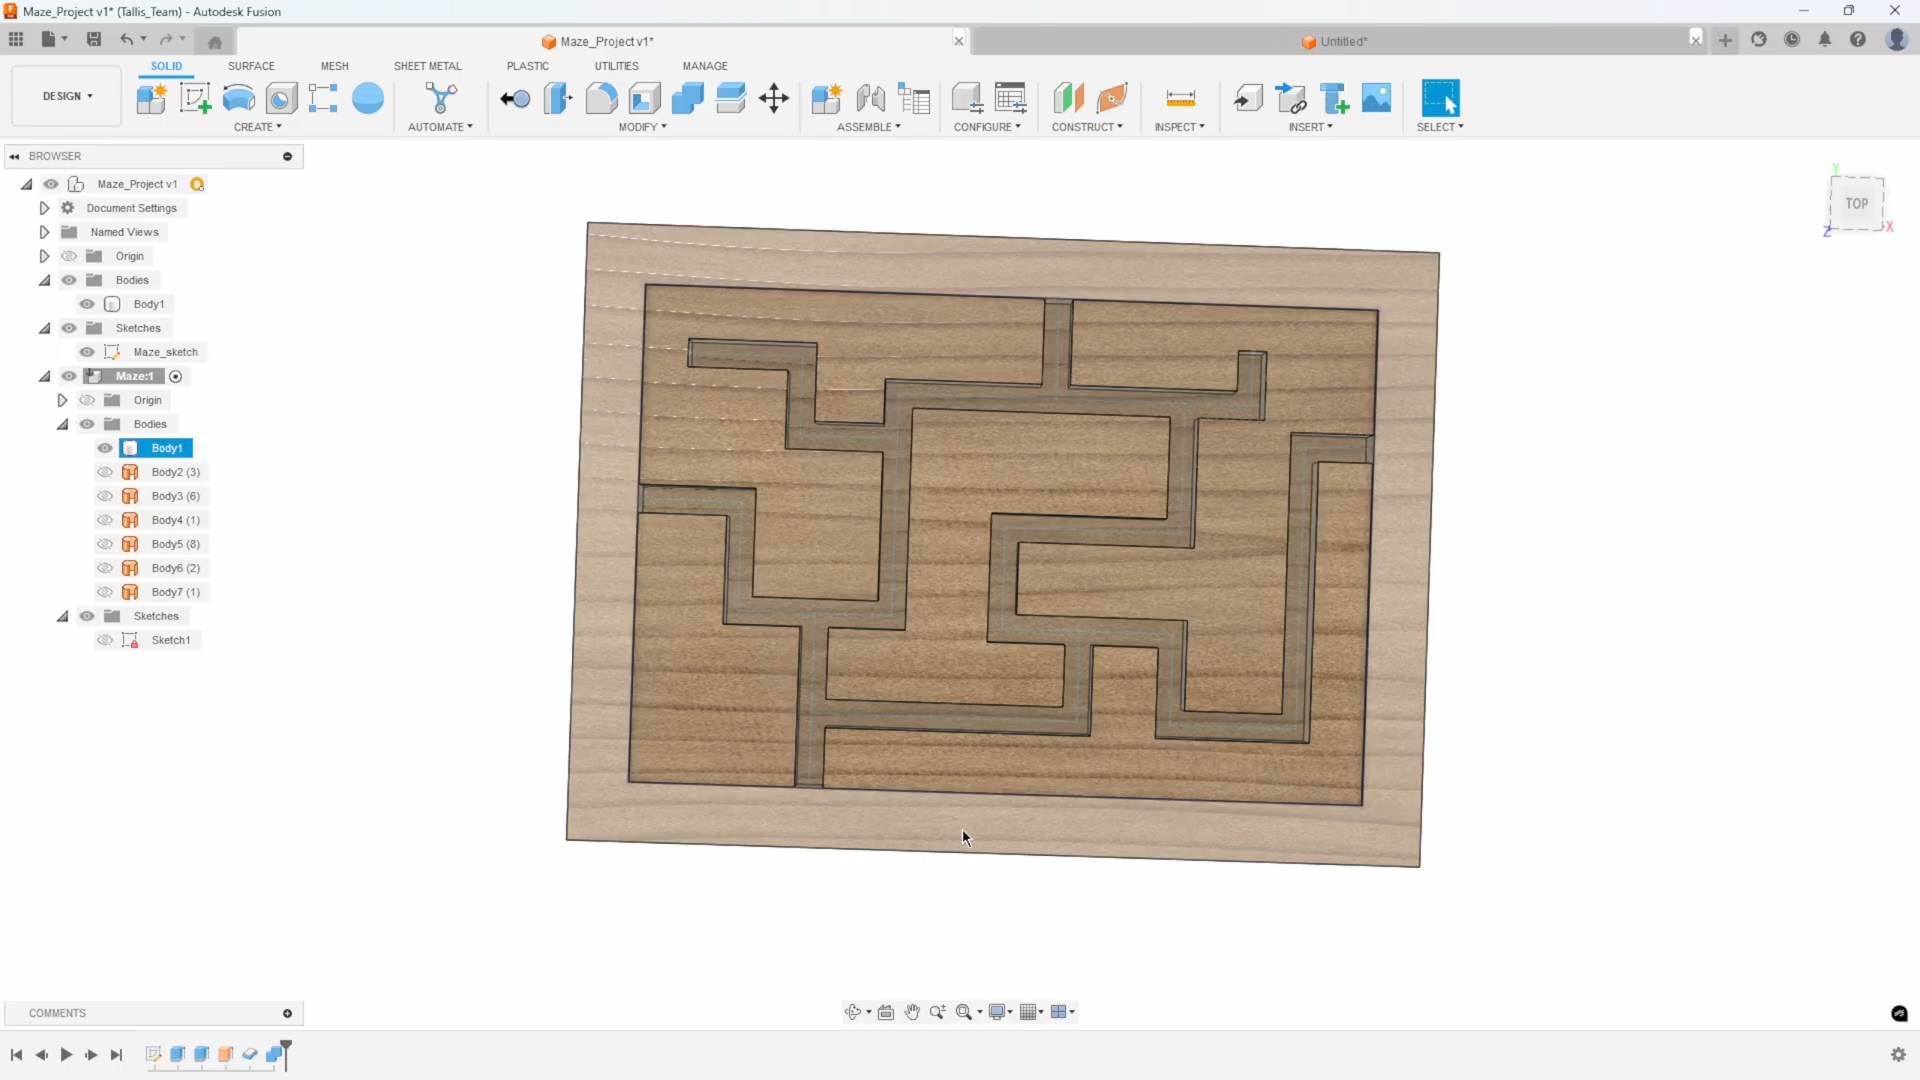 Maze_Project v1* (Tallis_Team) - Autodesk Fusion
Maze_Project v1*
Untitled*
SOLID SURFACE MESH SHEET METAL PLASTIC UTILITIES MANAGE
DESIGN
CREATE AUTOMATE MODIFY ASSEMBLE CONFIGURE CONSTRUCT INSPECT INSERT SELECT
BROWSER
Maze_Project v1
Document Settings
Named Views
Origin
Bodies
Body1
Sketches
Maze_sketch
Maze:1
Origin
Bodies
Body1
Body2 (3)
Body3 (6)
Body4 (1)
Body5 (8)
Body6 (2)
Body7 (1)
Sketches
Sketch1
Y
TOP
Z
X
COMMENTS